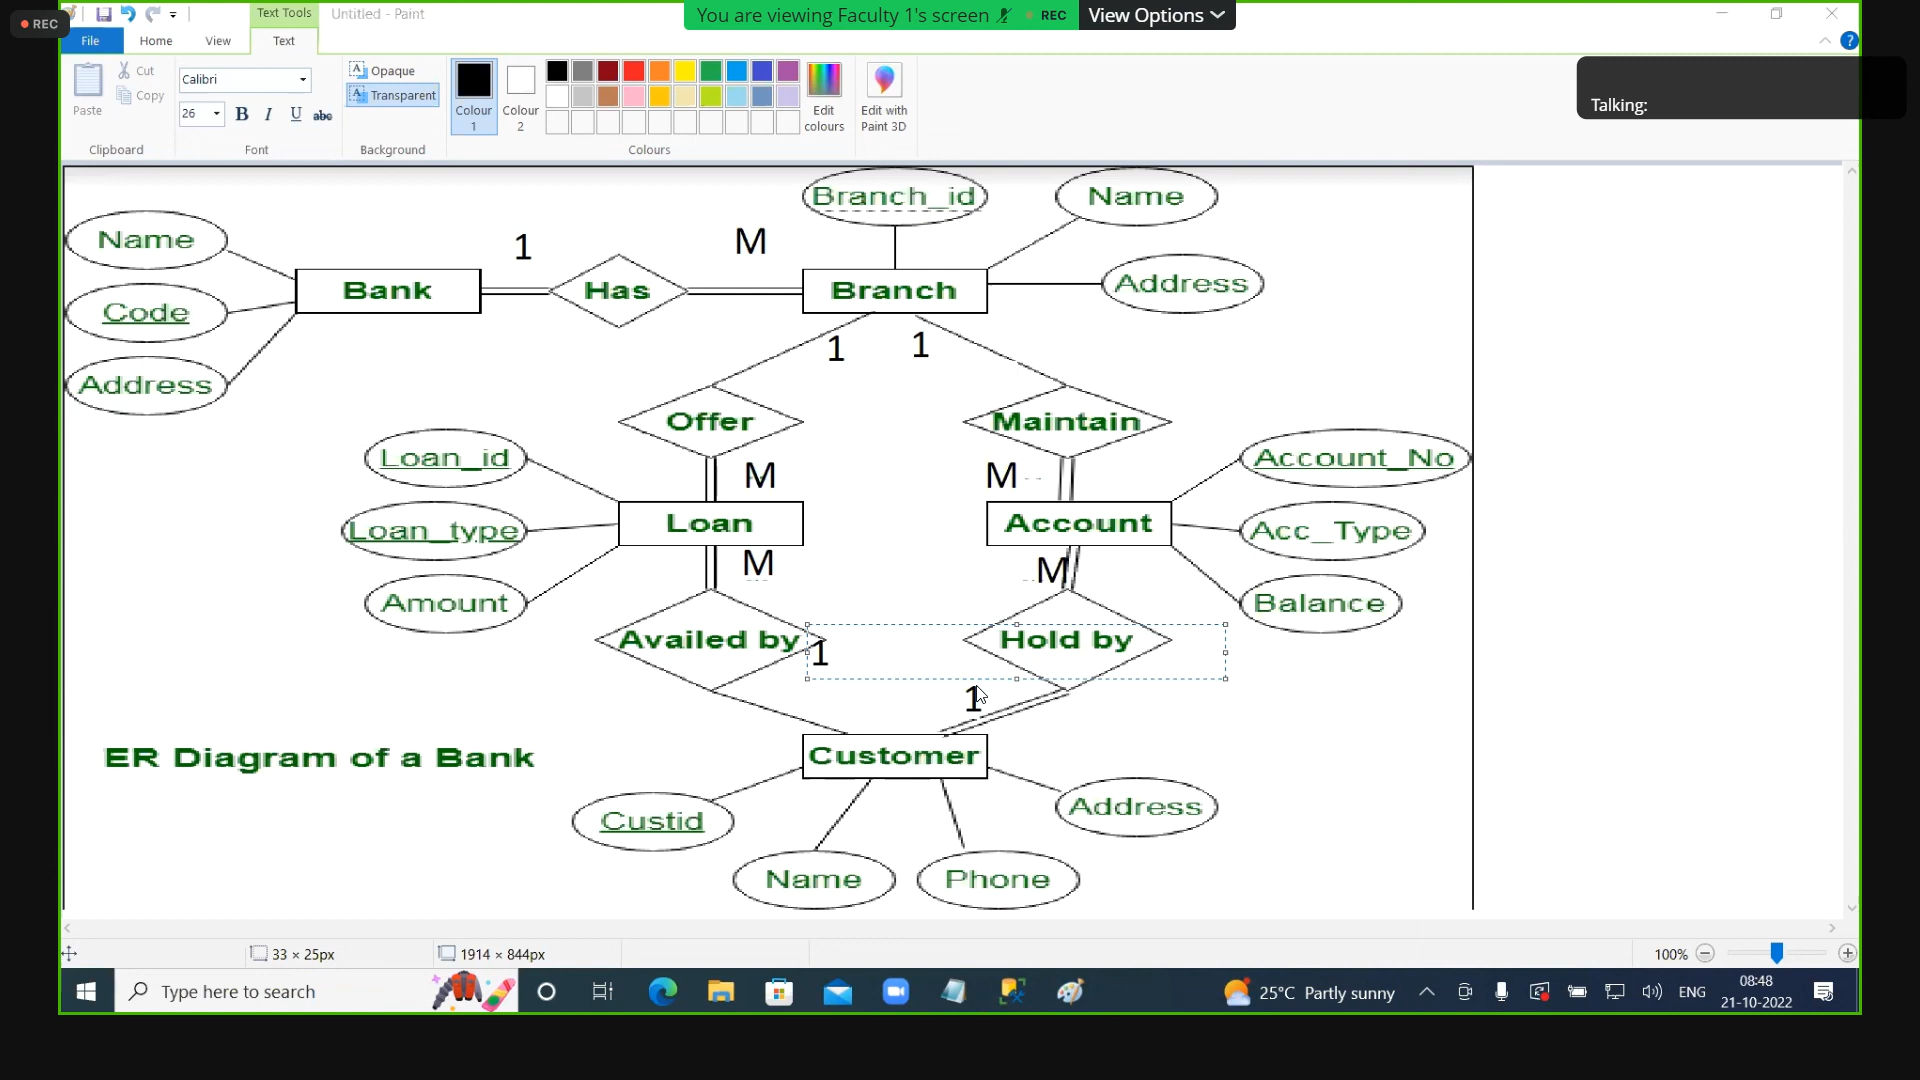 REC
Text Tools
Untitled - Paint
You are viewing Faculty 1's screen
REC
View Options
File
Home
View
Text
Paste
Cut
Copy
Clipboard
Calibri
26
B
I
U
abc
Font
Opaque
Transparent
Background
Colour 1
Colour 2
Edit colours
Colours
Edit with Paint 3D
Talking:
Branch_id
Name
Name
1
M
Code
Bank
Has
Branch
Address
Address
1
1
Offer
Maintain
Loan_id
M
M
Account_No
Loan_type
Loan
Account
Acc_Type
M
M
Amount
Balance
Availed by
1
Hold by
1
ER Diagram of a Bank
Customer
Custid
Address
Name
Phone
33 × 25px
1914 × 844px
100%
Type here to search
25°C Partly sunny
ENG
08:48
21-10-2022